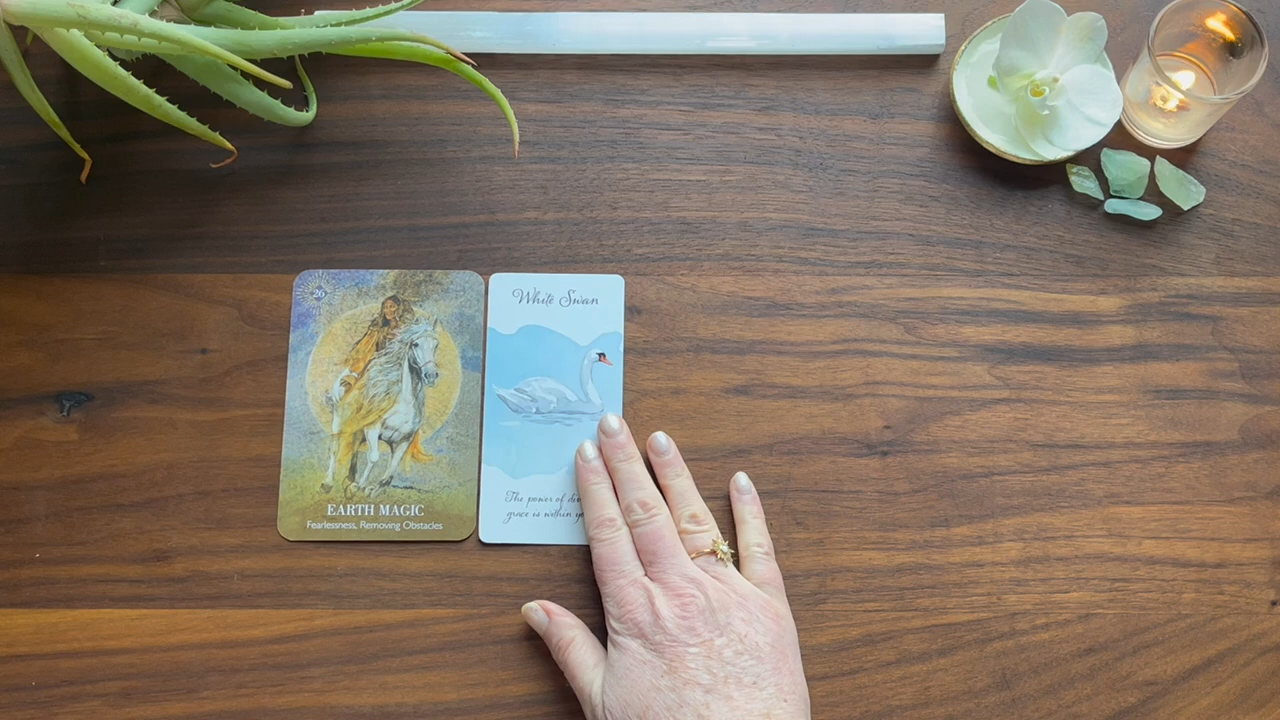 26
EARTH MAGIC
Fearlessness, Removing Obstacles
White Swan
The power of
grace is within